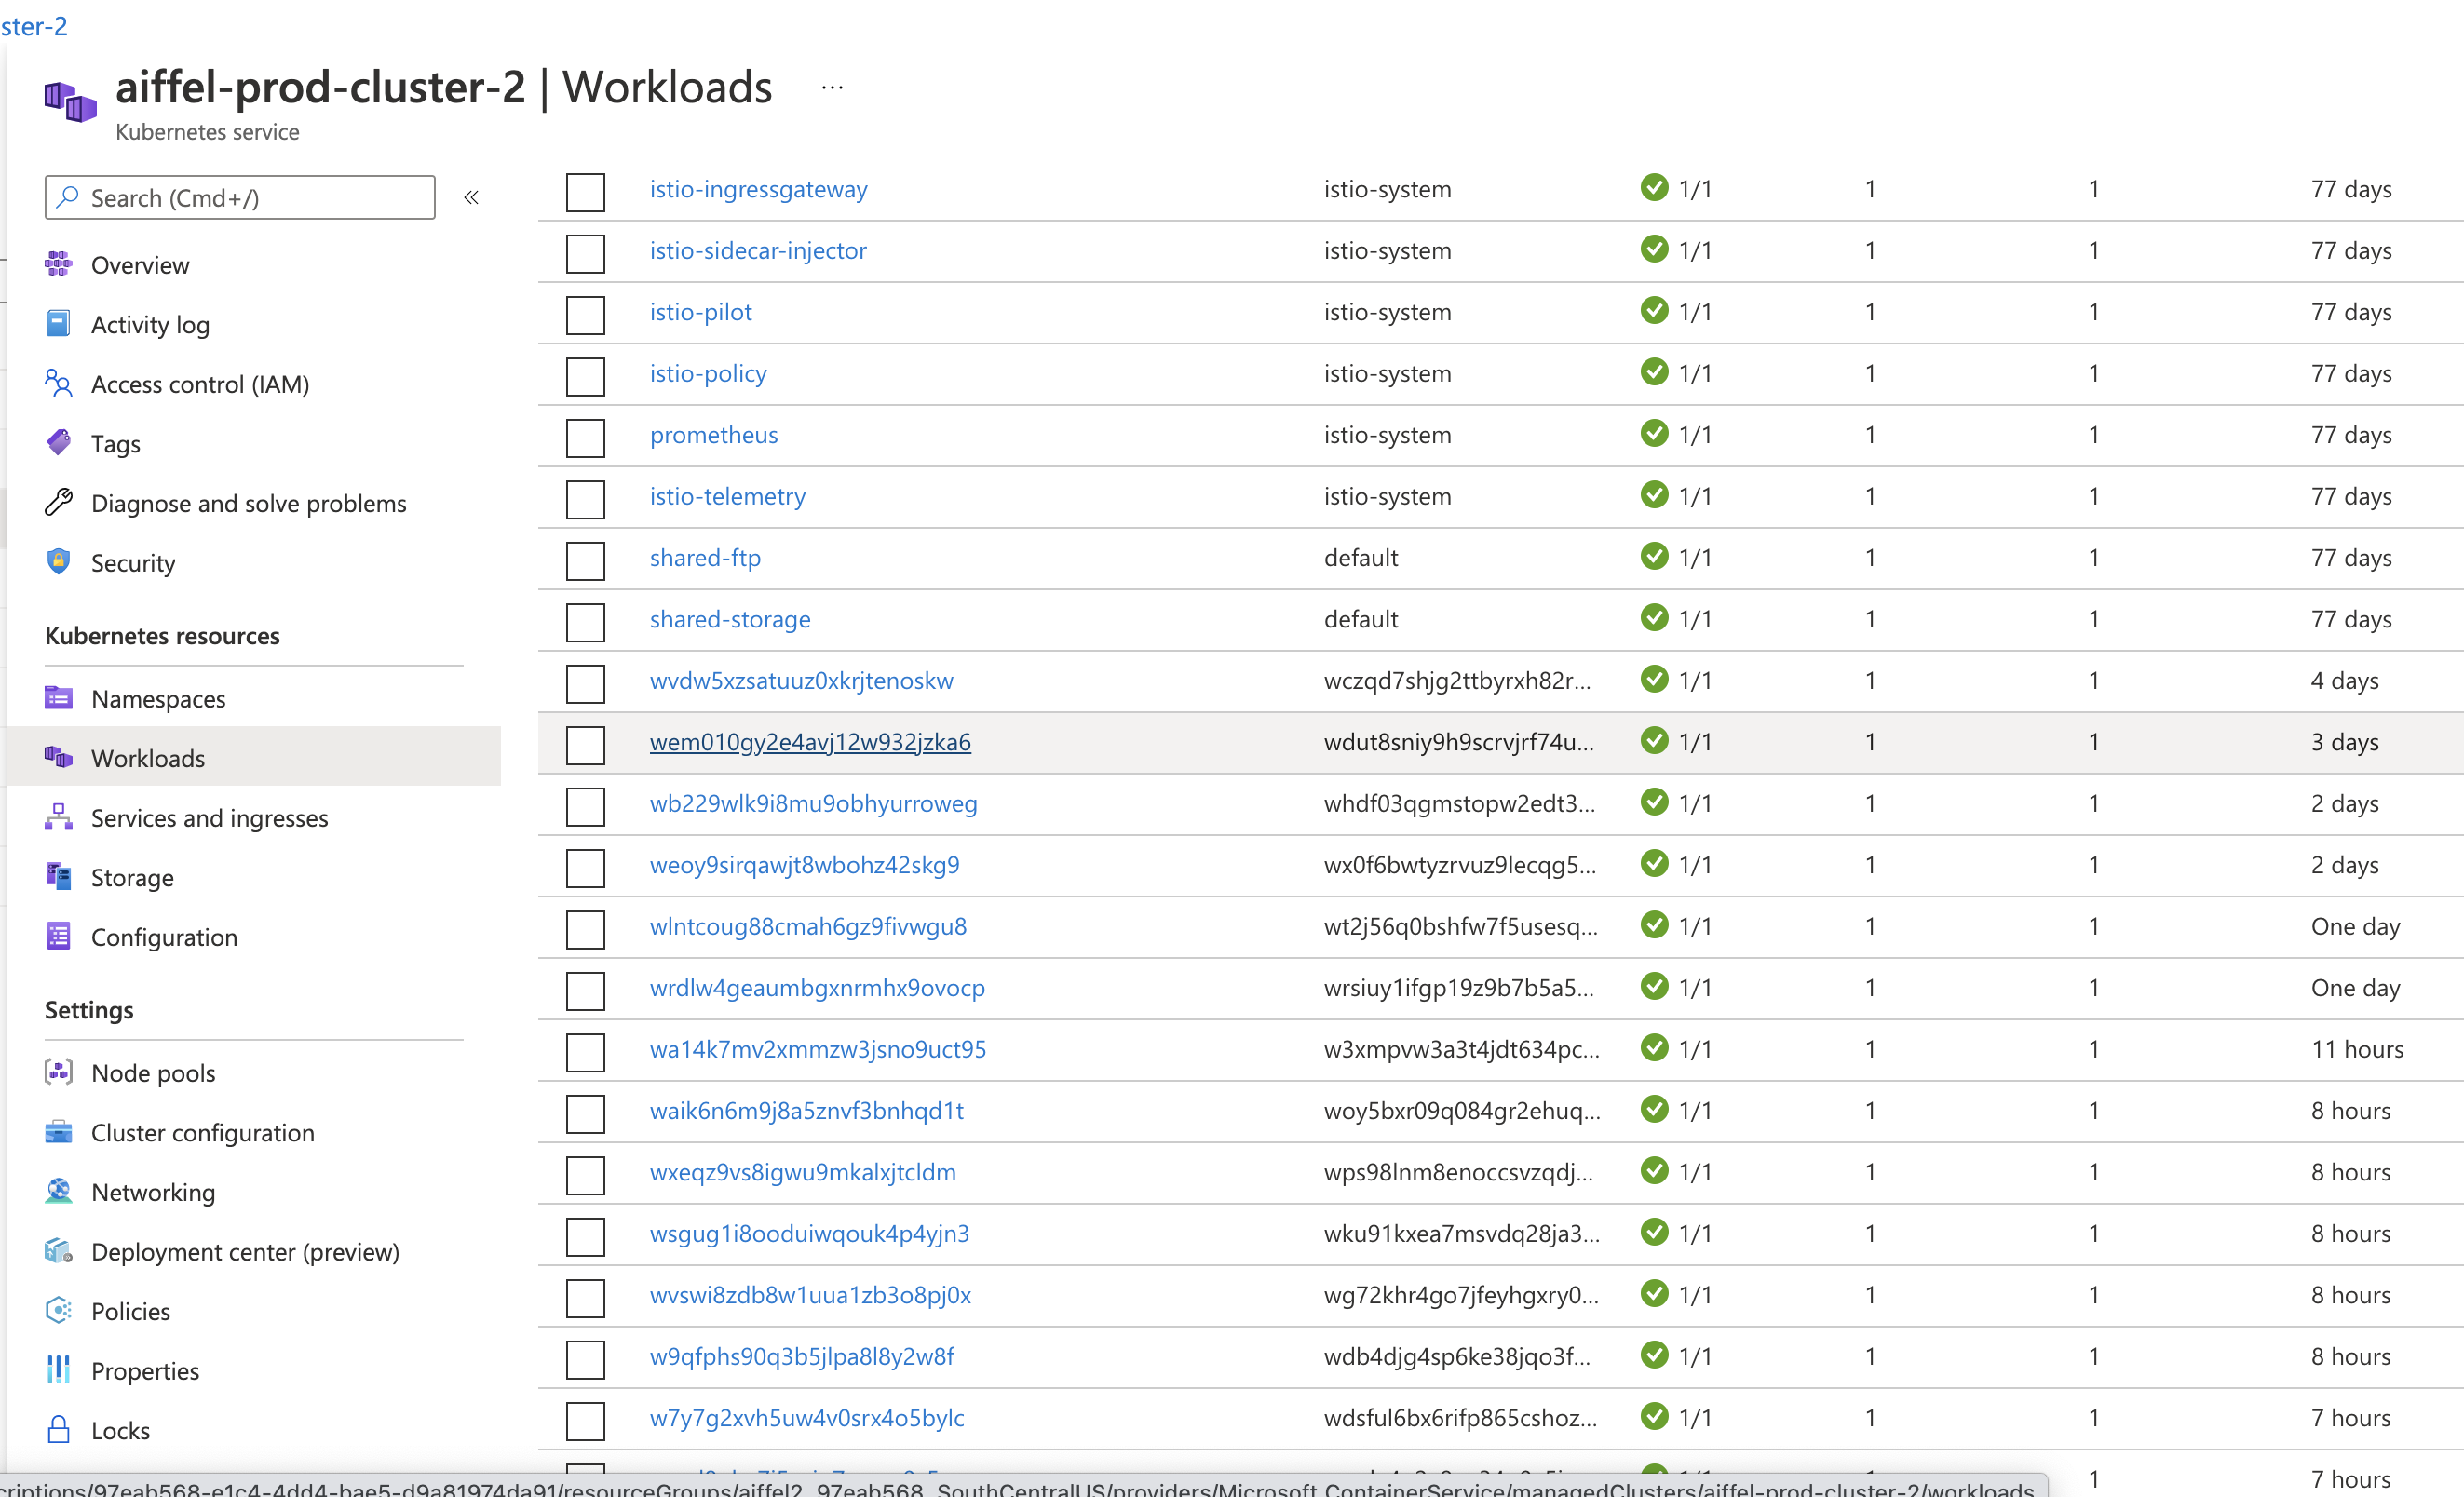 ster-2
aiffel-prod-cluster-2 | Workloads ...
Kubernetes service
Search (Cmd+/)
«
Overview
Activity log
Access control (IAM)
Tags
Diagnose and solve problems
Security
Kubernetes resources
Namespaces
Workloads
Services and ingresses
Storage
Configuration
Settings
Node pools
Cluster configuration
Networking
Deployment center (preview)
Policies
Properties
Locks
istio-ingressgateway istio-system 1/1 1 1 77 days
istio-sidecar-injector istio-system 1/1 1 1 77 days
istio-pilot istio-system 1/1 1 1 77 days
istio-policy istio-system 1/1 1 1 77 days
prometheus istio-system 1/1 1 1 77 days
istio-telemetry istio-system 1/1 1 1 77 days
shared-ftp default 1/1 1 1 77 days
shared-storage default 1/1 1 1 77 days
wvdw5xzsatuuz0xkrjtenoskw wczqd7shjg2ttbyrxh82r... 1/1 1 1 4 days
wem010gy2e4avj12w932jzka6 wdut8sniy9h9scrvjrf74u... 1/1 1 1 3 days
wb229wlk9i8mu9obhyurroweg whdf03qgmstopw2edt3... 1/1 1 1 2 days
weoy9sirqawjt8wbohz42skg9 wx0f6bwtyzrvuz9lecqg5... 1/1 1 1 2 days
wlntcoug88cmah6gz9fivwgu8 wt2j56q0bshfw7f5usesq... 1/1 1 1 One day
wrdlw4geaumbgxnrmhx9ovocp wrsiuy1ifgp19z9b7b5a5... 1/1 1 1 One day
wa14k7mv2xmmzw3jsno9uct95 w3xmpvw3a3t4jdt634pc... 1/1 1 1 11 hours
waik6n6m9j8a5znvf3bnhqd1t woy5bxr09q084gr2ehuq... 1/1 1 1 8 hours
wxeqz9vs8igwu9mkalxjtcldm wps98lnm8enoccsvzqdj... 1/1 1 1 8 hours
wsgug1i8ooduiwqouk4p4yjn3 wku91kxea7msvdq28ja3... 1/1 1 1 8 hours
wvswi8zdb8w1uua1zb3o8pj0x wg72khr4go7jfeyhgxry0... 1/1 1 1 8 hours
w9qfphs90q3b5jlpa8l8y2w8f wdb4djg4sp6ke38jqo3f... 1/1 1 1 8 hours
w7y7g2xvh5uw4v0srx4o5bylc wdsful6bx6rifp865cshoz... 1/1 1 1 7 hours
1 7 hours
criptions/97eab568-e1c4-4dd4-bae5-d9a81974da91/resourceGroups/aiffel2_97eab568_SouthCentralUS/providers/Microsoft.ContainerService/managedClusters/aiffel-prod-cluster-2/workloads